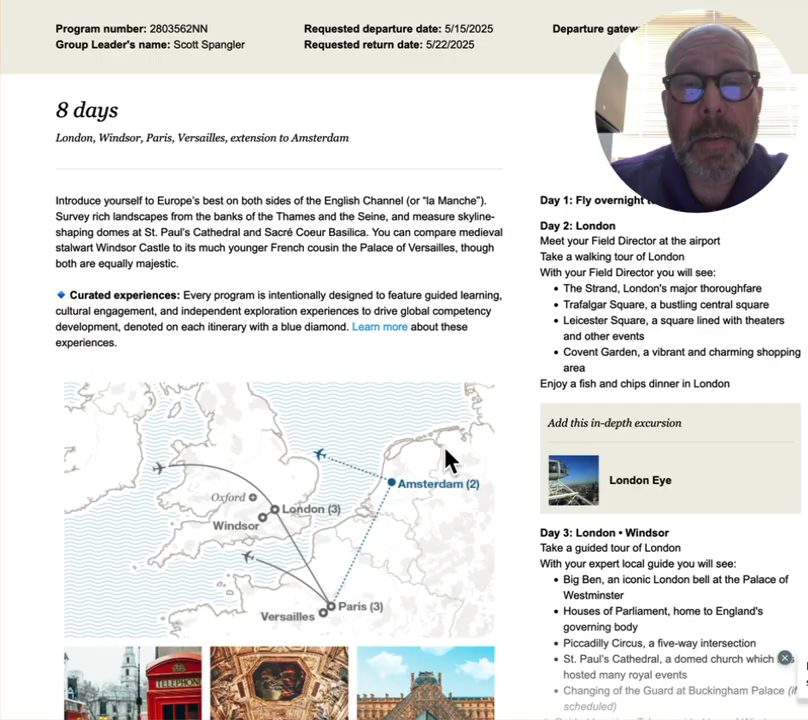 Program number: 2803562NN
Group Leader's name: Scott Spangler
Requested departure date: 5/15/2025
Requested return date: 5/22/2025
Departure
8 days
London, Windsor, Paris, Versailles, extension to Amsterdam
Introduce yourself to Europe's best on both sides of the English Channel (or “la Manche”).
Survey rich landscapes from the banks of the Thames and the Seine, and measure skyline-
shaping domes at St. Paul's Cathedral and Sacré Coeur Basilica. You can compare medieval
stalwart Windsor Castle to its much younger French cousin the Palace of Versailles, though
both are equally majestic.
Curated experiences: Every program is intentionally designed to feature guided learning,
cultural engagement, and independent exploration experiences to drive global competency
development, denoted on each itinerary with a blue diamond. Learn more about these
experiences.
Oxford
London (3)
Windsor
Amsterdam (2)
Paris (3)
Versailles
TELEPHONE
Day 1: Fly overnight
Day 2: London
Meet your Field Director at the airport
Take a walking tour of London
With your Field Director you will see:
• The Strand, London's major thoroughfare
• Trafalgar Square, a bustling central square
• Leicester Square, a square lined with theaters
and other events
• Covent Garden, a vibrant and charming shopping
area
Enjoy a fish and chips dinner in London
Add this in-depth excursion
London Eye
Day 3: London • Windsor
Take a guided tour of London
With your expert local guide you will see:
• Big Ben, an iconic London bell at the Palace of
Westminster
• Houses of Parliament, home to England's
governing body
• Piccadilly Circus, a five-way intersection
• St. Paul's Cathedral, a domed church which
hosted many royal events
• Changing of the Guard at Buckingham Palace (if
scheduled)